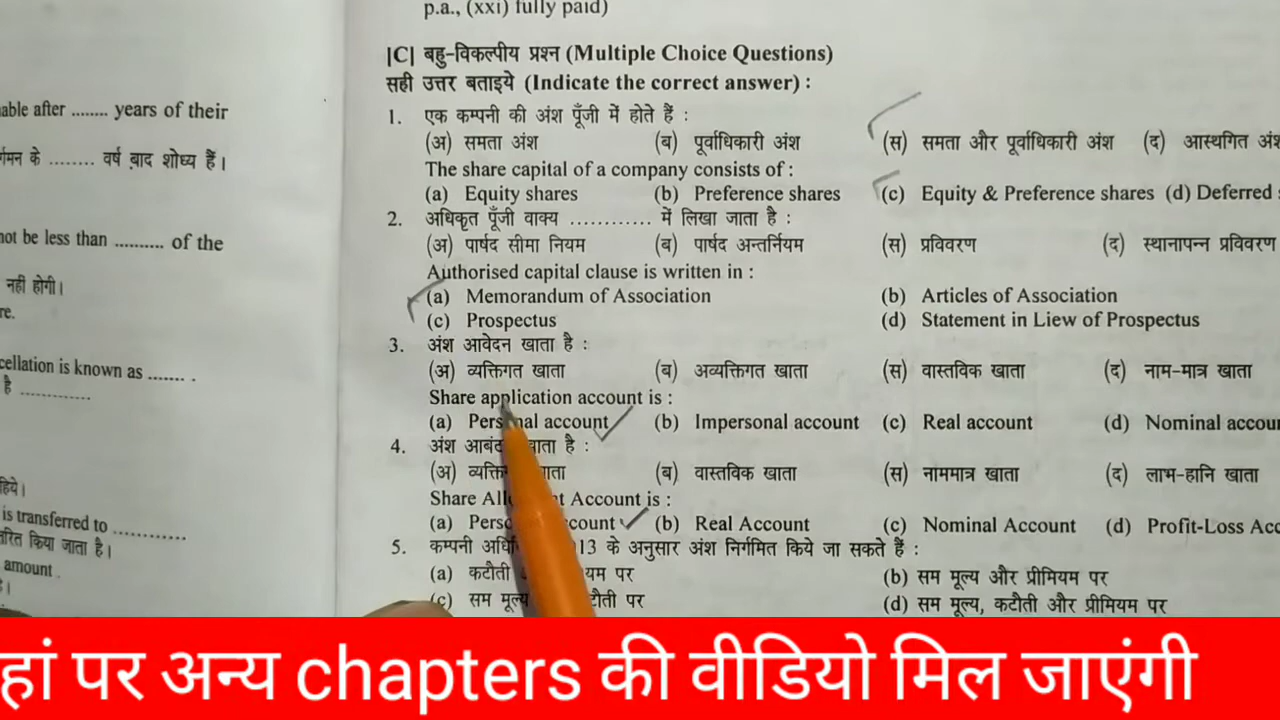 able after ........ years of their
र्गमन के ........ वर्ष बाद शोध्य हैं।
not be less than .......... of the
नही होगी।
re.
cellation is known as ....... .
है .............
हिये।
is transferred to .............
तरित किया जाता है।
amount .
है।
p.a., (xxi) fully paid)
|C| बहु-विकल्पीय प्रश्न (Multiple Choice Questions)
सही उत्तर बताइये (Indicate the correct answer) :
1. एक कम्पनी की अंश पूँजी में होते हैं :
(अ) समता अंश (ब) पूर्वाधिकारी अंश (स) समता और पूर्वाधिकारी अंश (द) आस्थगित अंश
The share capital of a company consists of :
(a) Equity shares (b) Preference shares (c) Equity & Preference shares (d) Deferred
2. अधिकृत पूँजी वाक्य ............ में लिखा जाता है :
(अ) पार्षद सीमा नियम (ब) पार्षद अन्तर्नियम (स) प्रविवरण (द) स्थानापन्न प्रविवरण
Authorised capital clause is written in :
(a) Memorandum of Association (b) Articles of Association
(c) Prospectus (d) Statement in Liew of Prospectus
3. अंश आवेदन खाता है :
(अ) व्यक्तिगत खाता (ब) अव्यक्तिगत खाता (स) वास्तविक खाता (द) नाम-मात्र खाता
Share application account is :
(a) Personal account (b) Impersonal account (c) Real account (d) Nominal accou
4. अंश आबंट खाता है :
(अ) व्यक्ति खाता (ब) वास्तविक खाता (स) नाममात्र खाता (द) लाभ-हानि खाता
Share All nt Account is :
(a) Perso count (b) Real Account (c) Nominal Account (d) Profit-Loss Acc
5. कम्पनी अधि 13 के अनुसार अंश निर्गमित किये जा सकते हैं :
(a) कटौती यम पर (b) सम मूल्य और प्रीमियम पर
(c) सम मूल्य टौती पर (d) सम मूल्य, कटौती और प्रीमियम पर
हां पर अन्य chapters की वीडियो मिल जाएंगी